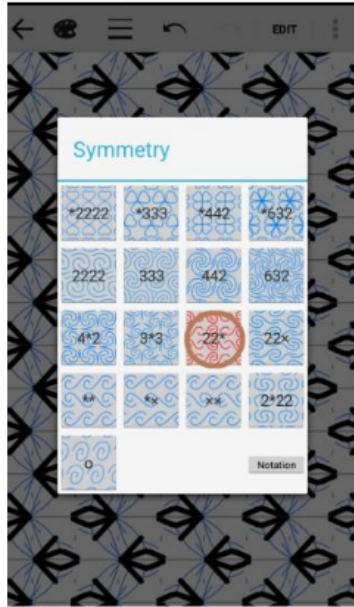 EDIT
Symmetry
*2222 *333 *442 *632
2222 333 442 632
4*2 3*3 22* 22×
** *× ×× 2*22
o Notation